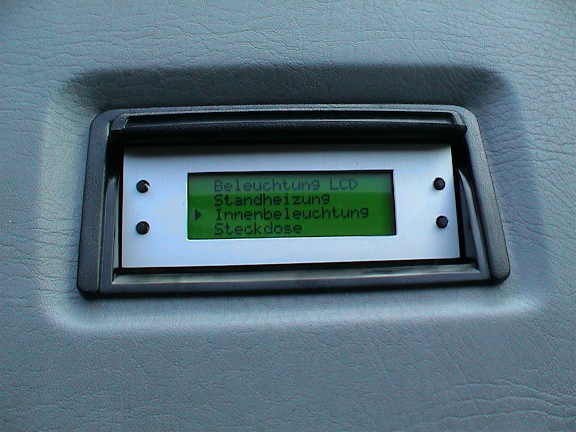 Beleuchtung LCD
Standheizung
Innenbeleuchtung
Steckdose